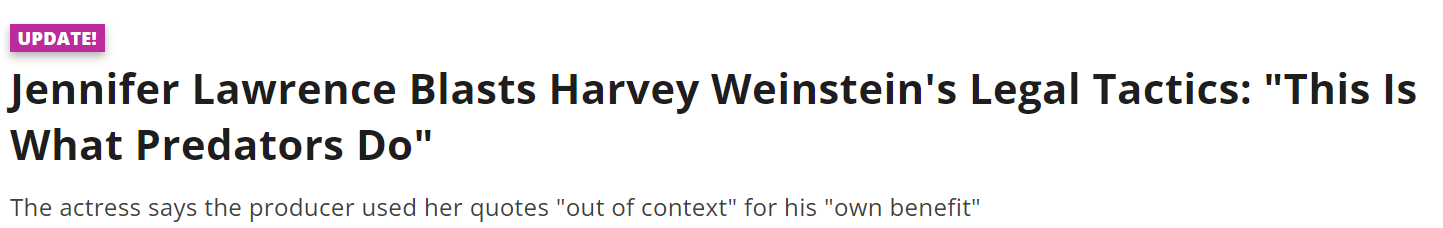 UPDATE!
Jennifer Lawrence Blasts Harvey Weinstein's Legal Tactics: "This Is
What Predators Do"
The actress says the producer used her quotes "out of context" for his "own benefit"